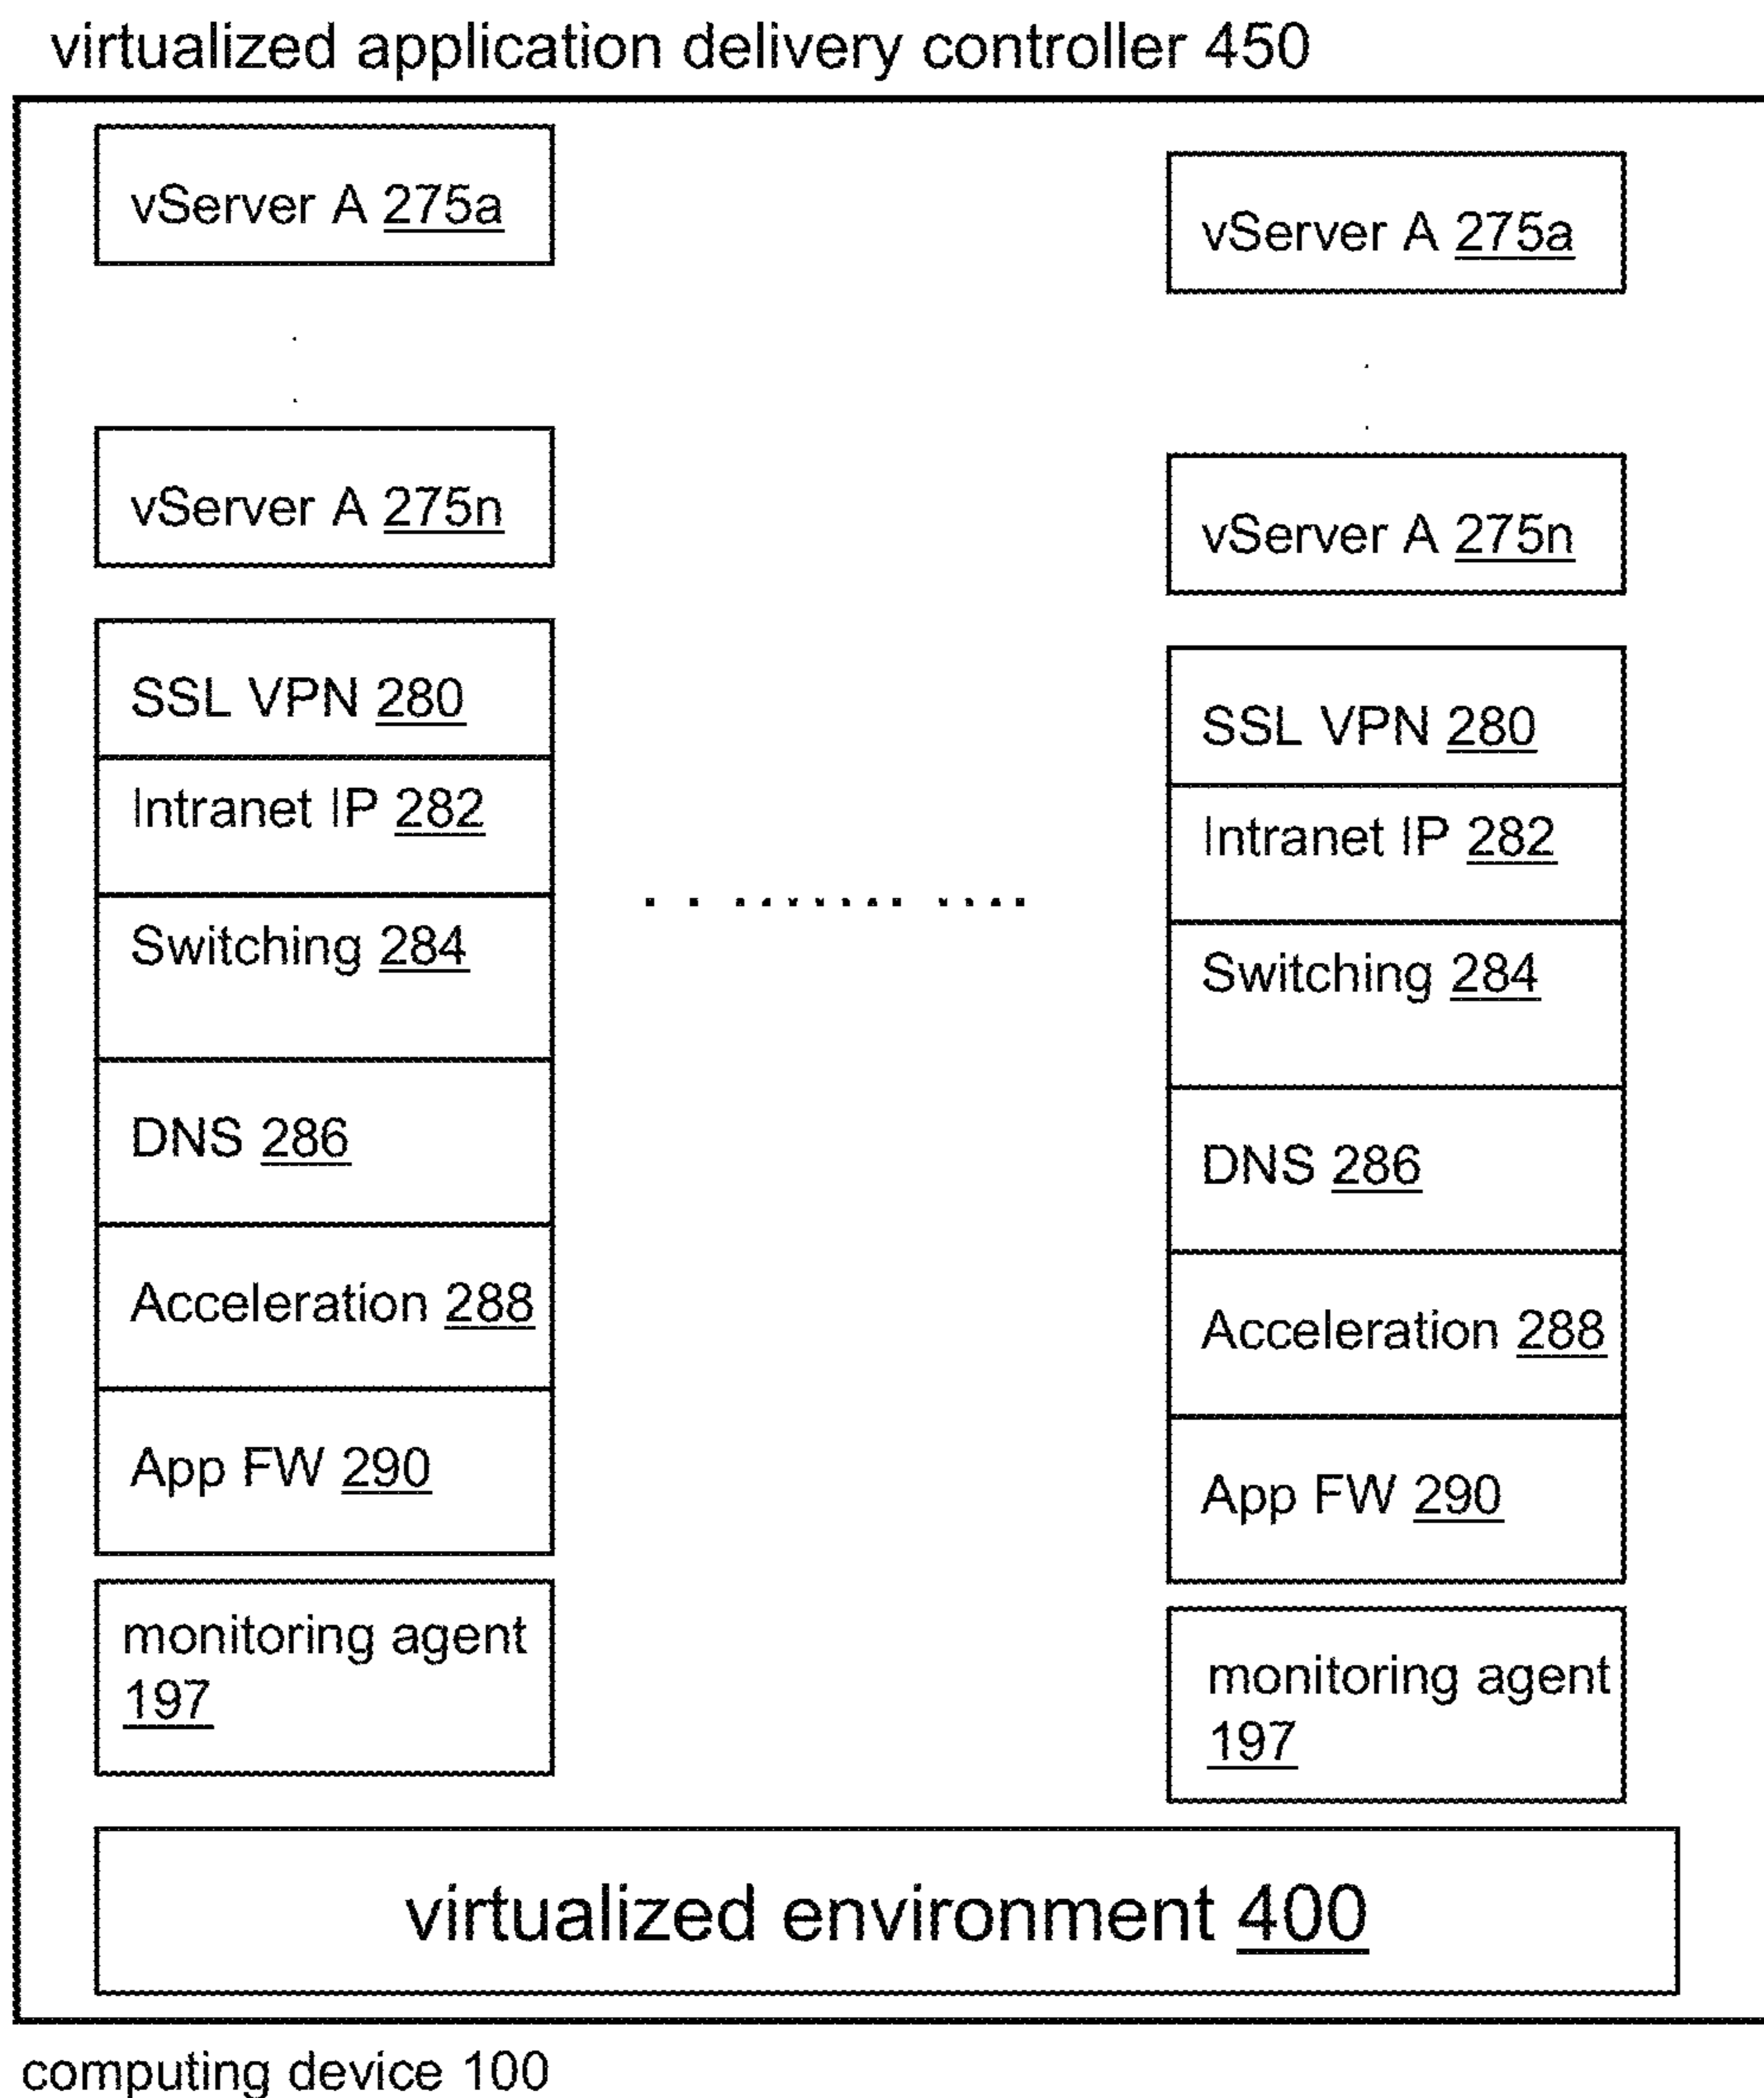 virtualized application delivery controller 450
vServer A 275a
vServer A 275n
SSL VPN 280
Intranet IP 282
Switching 284
DNS 286
Acceleration 288
App FW 290
monitoring agent
197
vServer A 275a
vServer A 275n
SSL VPN 280
Intranet IP 282
Switching 284
DNS 286
Acceleration 288
App FW 290
monitoring agent
197
virtualized environment 400
computing device 100